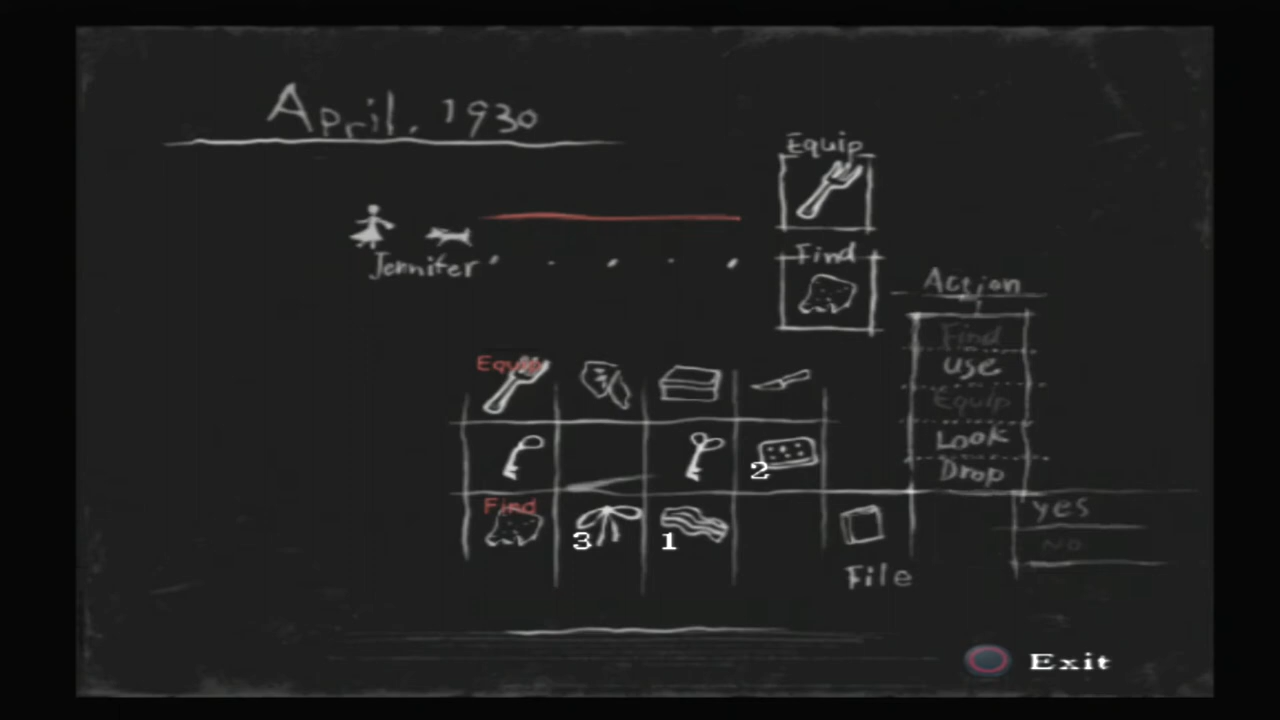 April, 1930
Equip
Jennifer
Find
Action
Find
Use
Equip
Look
Drop
Equip
2
Find
3
1
File
Yes
No
Exit